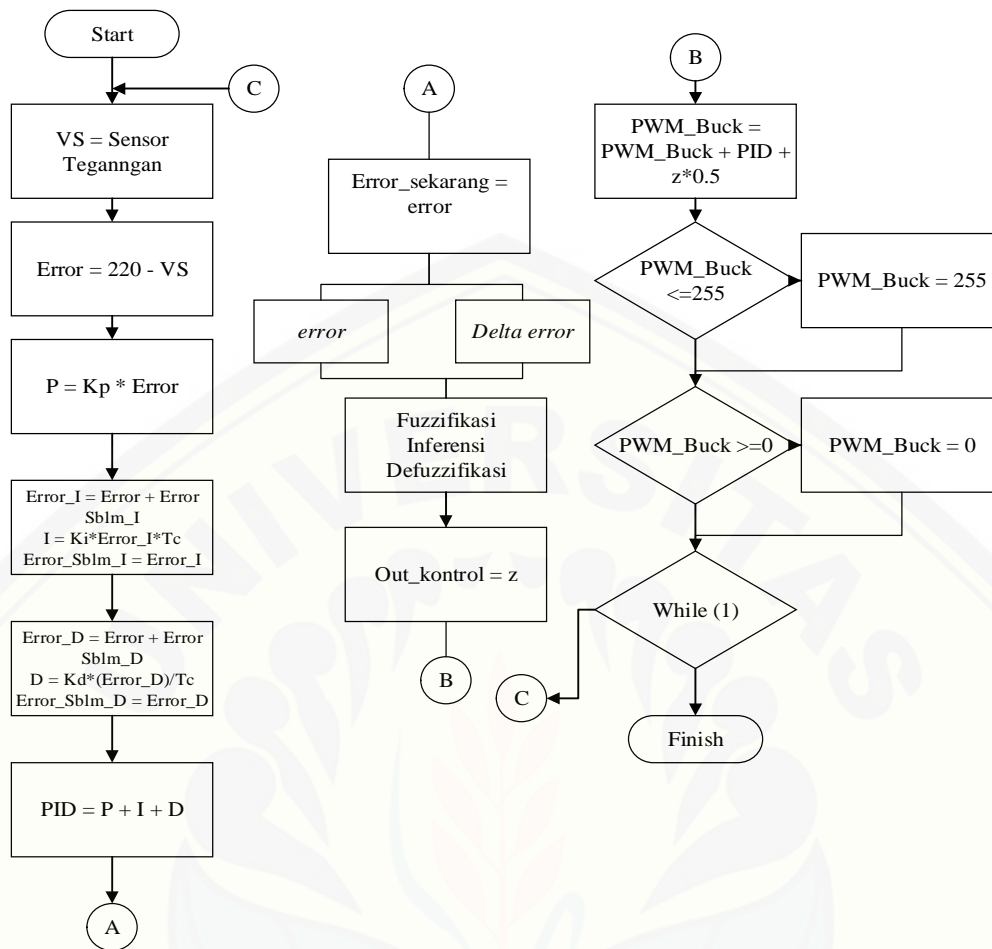 Start
C
VS = Sensor
Teganngan
Error = 220 - VS
P = Kp * Error
Error_I = Error + Error
Sblm_I
I = Ki*Error_I*Tc
Error_Sblm_I = Error_I
Error_D = Error + Error
Sblm_D
D = Kd*(Error_D)/Tc
Error_Sblm_D = Error_D
PID = P + I + D
A
A
Error_sekarang =
error
error
Delta error
Fuzzifikasi
Inferensi
Defuzzifikasi
Out_kontrol = z
B
B
PWM_Buck =
PWM_Buck + PID +
z*0.5
PWM_Buck
<=255
PWM_Buck = 255
PWM_Buck >=0
PWM_Buck = 0
While (1)
C
Finish
UNIVERSITAS